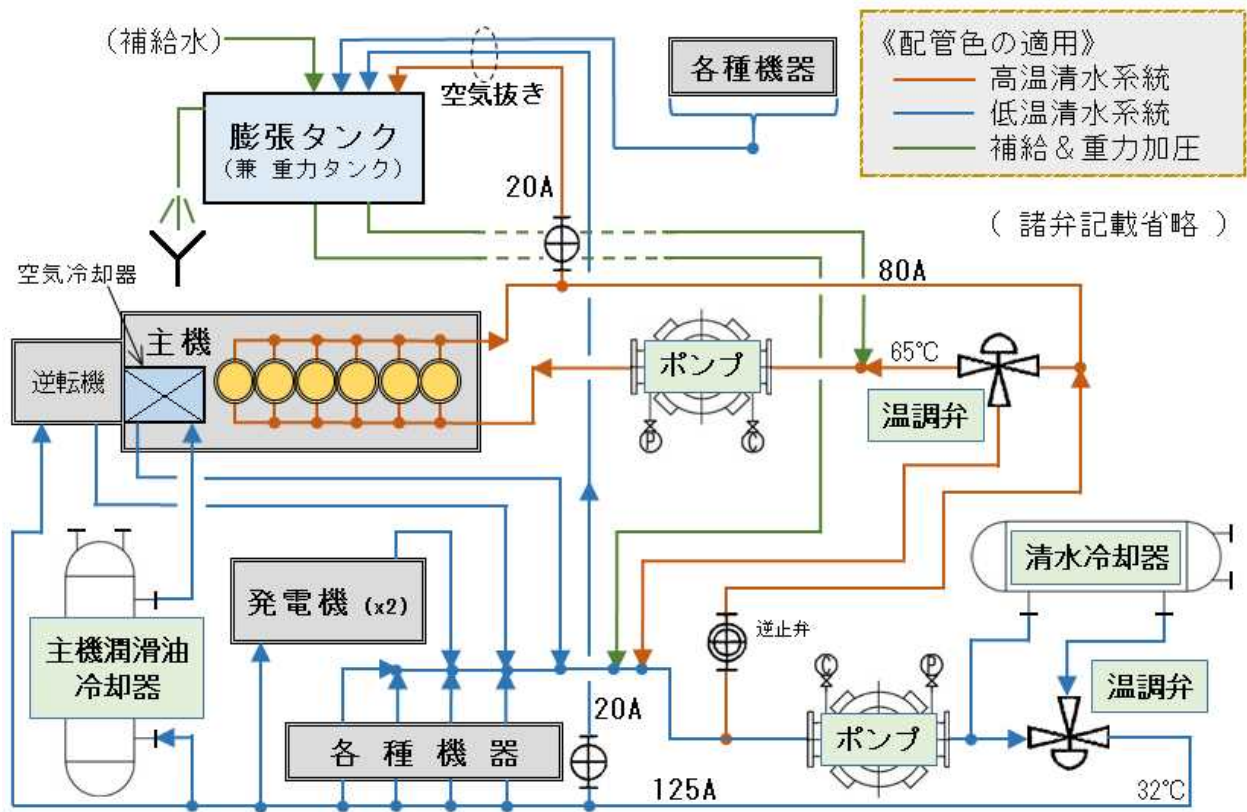 (補給水)
空気抜き
各種機器
《配管色の適用》
高温清水系統
低温清水系統
補給＆重力加圧
膨張タンク
(兼 重力タンク)
20A
( 諸弁記載省略 )
空気冷却器
80A
主機
逆転機
ポンプ
65℃
温調弁
P
C
清水冷却器
発電機 (x2)
逆止弁
主機潤滑油
冷却器
C
P
温調弁
20A
ポンプ
各種機器
125A
32℃